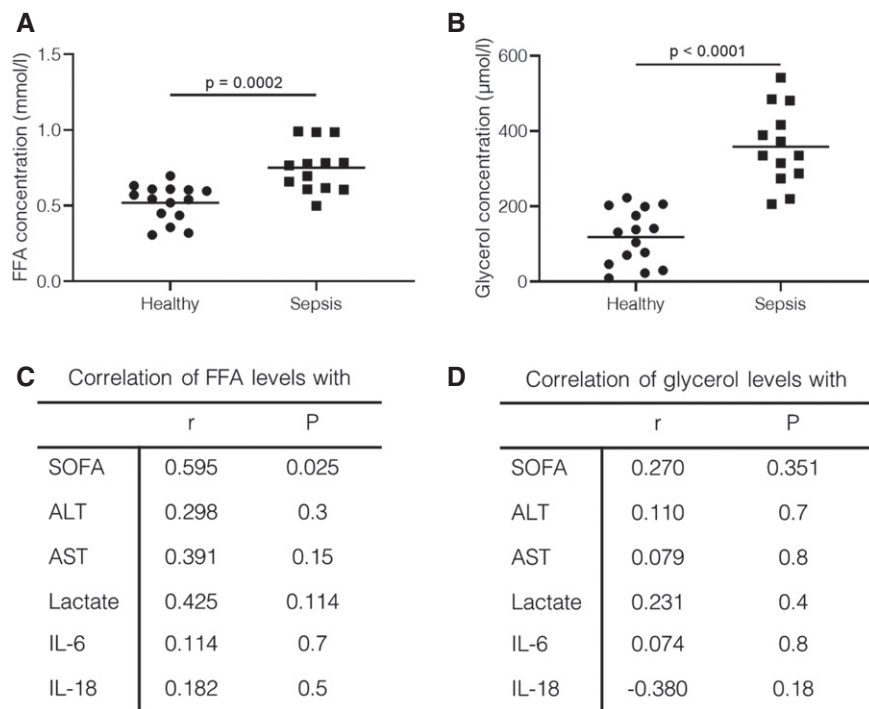 A
FFA concentration (mmol/l)
1.5
1.0
0.5
0.0
p = 0.0002
Healthy Sepsis
B
Glycerol concentration (µmol/l)
600
400
200
0
p < 0.0001
Healthy Sepsis
C Correlation of FFA levels with
r P
SOFA 0.595 0.025
ALT 0.298 0.3
AST 0.391 0.15
Lactate 0.425 0.114
IL-6 0.114 0.7
IL-18 0.182 0.5
D Correlation of glycerol levels with
r P
SOFA 0.270 0.351
ALT 0.110 0.7
AST 0.079 0.8
Lactate 0.231 0.4
IL-6 0.074 0.8
IL-18 -0.380 0.18